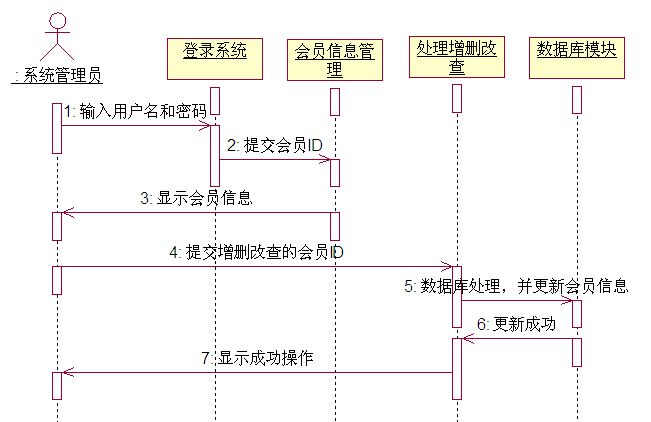 : 系统管理员
登录系统
会员信息管
理
处理增删改
查
数据库模块
1: 输入用户名和密码
2: 提交会员ID
3: 显示会员信息
4: 提交增删改查的会员ID
5: 数据库处理，并更新会员信息
6: 更新成功
7: 显示成功操作